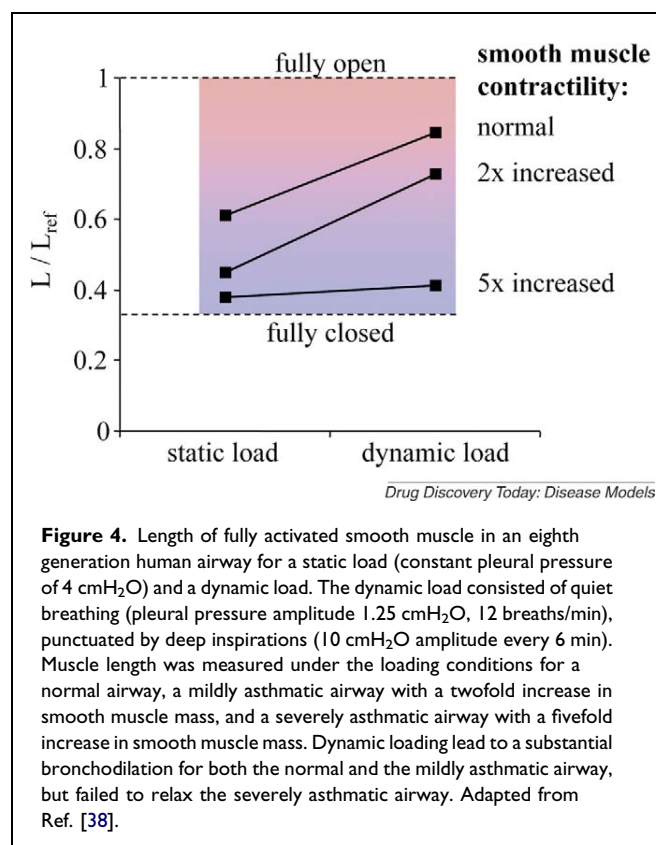 smooth muscle
contractility:
fully open
1
normal
0.8
2x increased
0.6
L / Lref
0.4
5x increased
fully closed
0.2
0
static load
dynamic load
Drug Discovery Today: Disease Models
Figure 4. Length of fully activated smooth muscle in an eighth
generation human airway for a static load (constant pleural pressure
of 4 cmH₂O) and a dynamic load. The dynamic load consisted of quiet
breathing (pleural pressure amplitude 1.25 cmH₂O, 12 breaths/min),
punctuated by deep inspirations (10 cmH₂O amplitude every 6 min).
Muscle length was measured under the loading conditions for a
normal airway, a mildly asthmatic airway with a twofold increase in
smooth muscle mass, and a severely asthmatic airway with a fivefold
increase in smooth muscle mass. Dynamic loading lead to a substantial
bronchodilation for both the normal and the mildly asthmatic airway,
but failed to relax the severely asthmatic airway. Adapted from
Ref. [38].